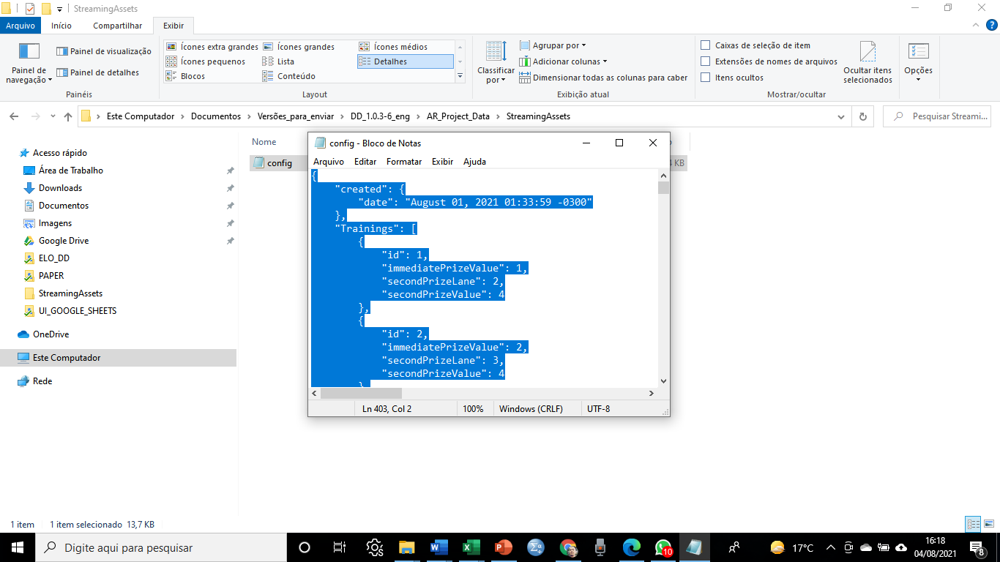 StreamingAssets
Arquivo Início Compartilhar Exibir
Painel de navegação
Painel de visualização
Painel de detalhes
Painéis
Ícones extra grandes Ícones grandes Ícones médios
Ícones pequenos Lista Detalhes
Blocos Conteúdo
Layout
Classificar por
Agrupar por
Adicionar colunas
Dimensionar todas as colunas para caber
Exibição atual
Caixas de seleção de item
Extensões de nomes de arquivos
Itens ocultos
Ocultar itens selecionados
Mostrar/ocultar
Opções
Este Computador Documentos Versões_para_enviar DD_1.0.3-6_eng AR_Project_Data StreamingAssets
Pesquisar Streami...
Acesso rápido
Área de Trabalho
Downloads
Documentos
Imagens
Google Drive
ELO_DD
PAPER
StreamingAssets
UI_GOOGLE_SHEETS
OneDrive
Este Computador
Rede
Nome
config
KB
config - Bloco de Notas
Arquivo Editar Formatar Exibir Ajuda
{
"created": {
"date": "August 01, 2021 01:33:59 -0300"
},
"Trainings": [
{
"id": 1,
"immediatePrizeValue": 1,
"secondPrizeLane": 2,
"secondPrizeValue": 4
},
{
"id": 2,
"immediatePrizeValue": 2,
"secondPrizeLane": 3,
"secondPrizeValue": 4
}
Ln 403, Col 2 100% Windows (CRLF) UTF-8
1 item 1 item selecionado 13,7 KB
Digite aqui para pesquisar
10
17°C
16:18
04/08/2021
8